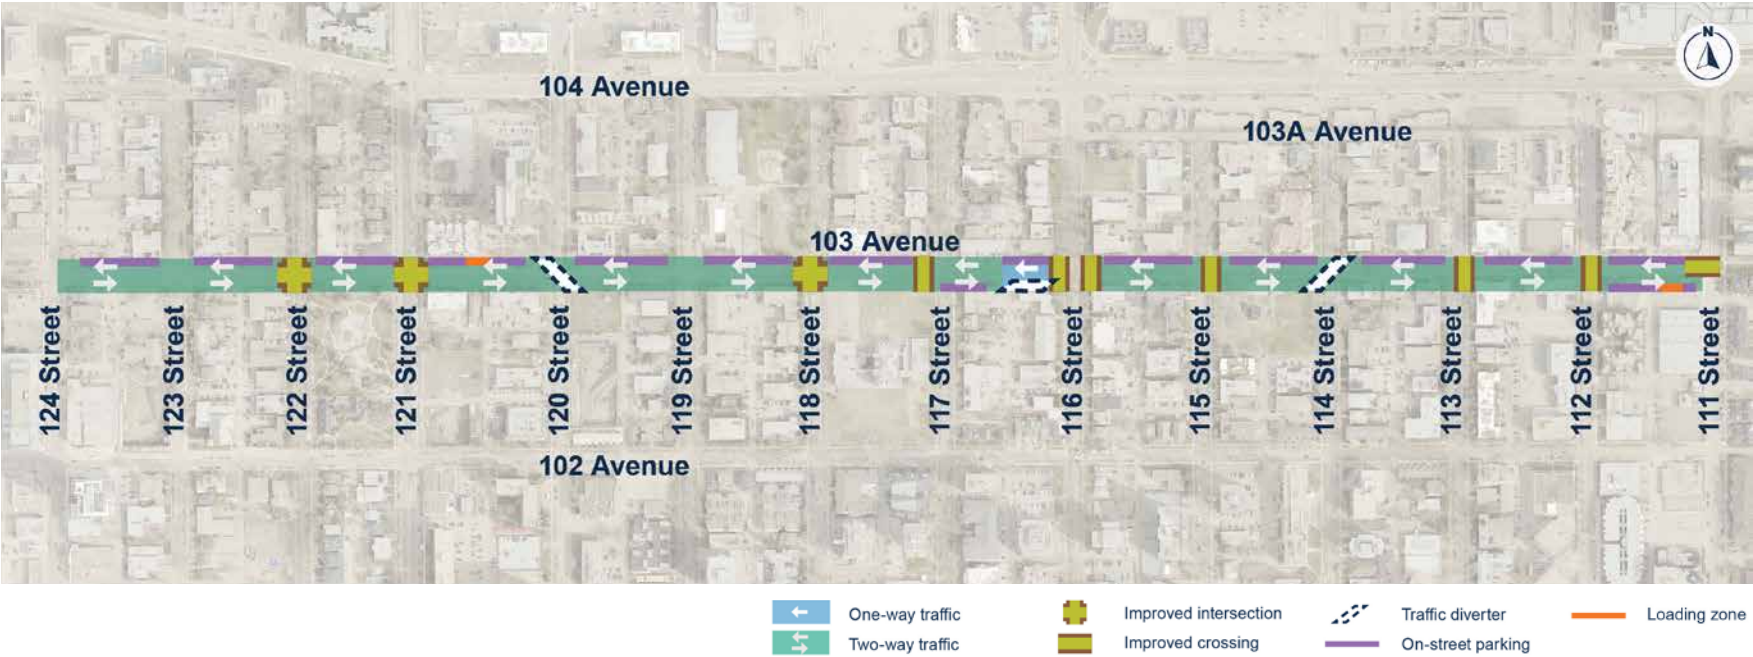 N
104 Avenue
103A Avenue
103 Avenue
124 Street
123 Street
122 Street
121 Street
120 Street
119 Street
118 Street
117 Street
116 Street
115 Street
114 Street
113 Street
112 Street
111 Street
102 Avenue
One-way traffic
Improved intersection
Traffic diverter
Loading zone
Two-way traffic
Improved crossing
On-street parking